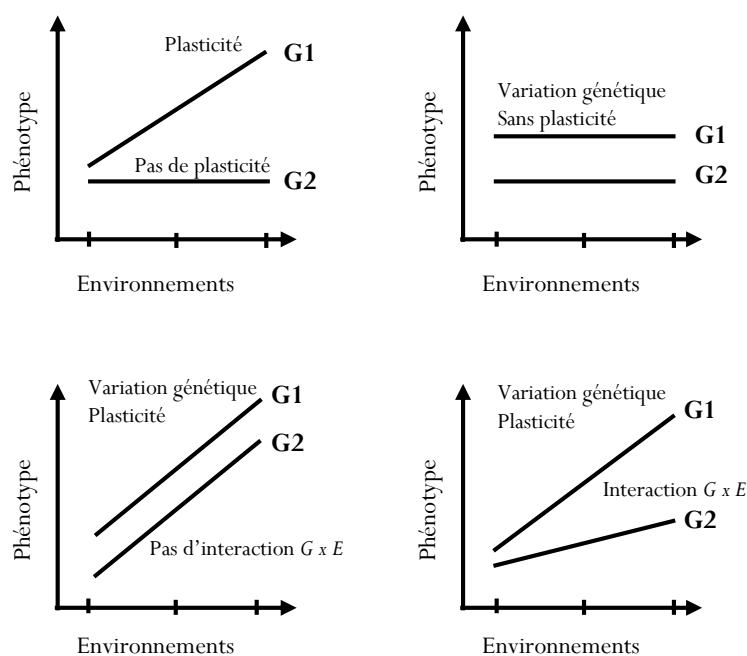 Plasticité
G1
Pas de plasticité
G2
Phénotype
Environnements
Variation génétique
Sans plasticité
G1
G2
Phénotype
Environnements
Variation génétique
Plasticité
G1
G2
Pas d’interaction G x E
Phénotype
Environnements
Variation génétique
Plasticité
G1
Interaction G x E
G2
Phénotype
Environnements